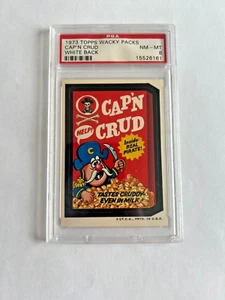 PSA
1973 TOPPS WACKY PACKS
CAP'N CRUD
NM-MT
WHITE BACK
8
15526161
CAP'N
HELP!
CRUD
Inside
REAL
PIRATE!
TASTES CRUDDY
EVEN IN MILK!